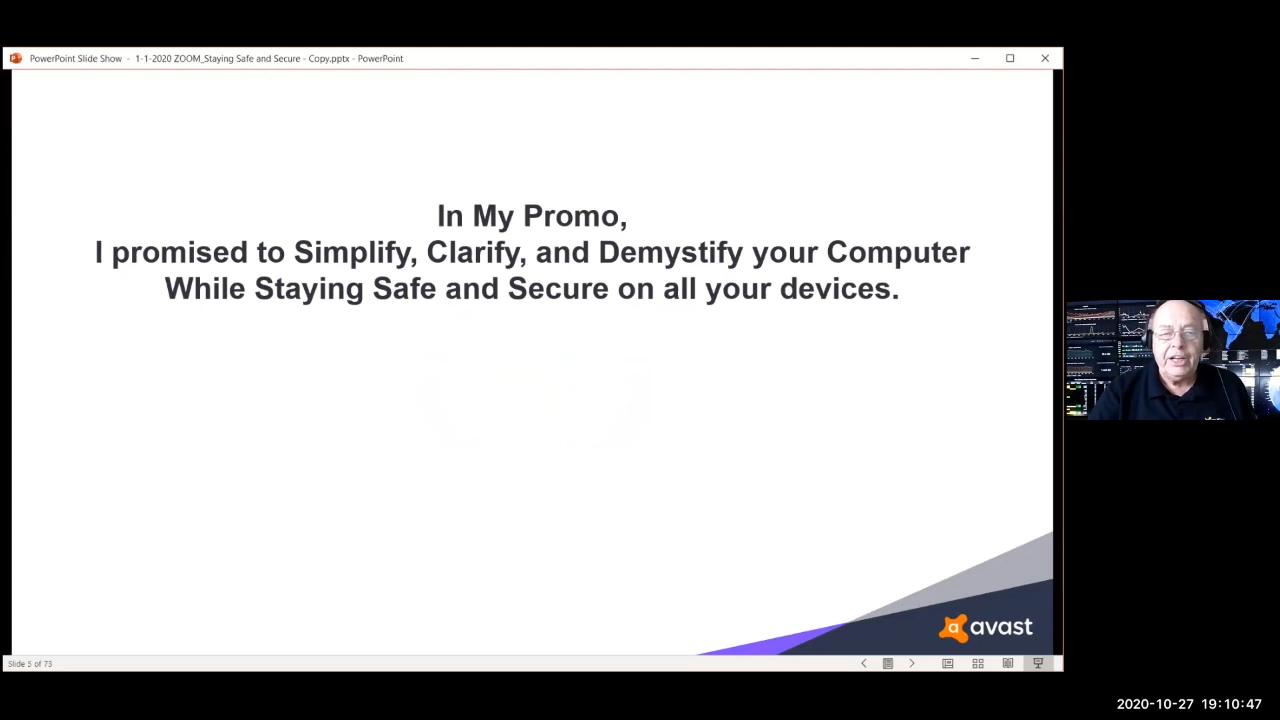 PowerPoint Slide Show - 1-1-2020 ZOOM_Staying Safe and Secure - Copy.pptx - PowerPoint
In My Promo,
I promised to Simplify, Clarify, and Demystify your Computer
While Staying Safe and Secure on all your devices.
avast
Slide 5 of 73
2020-10-27 19:10:47